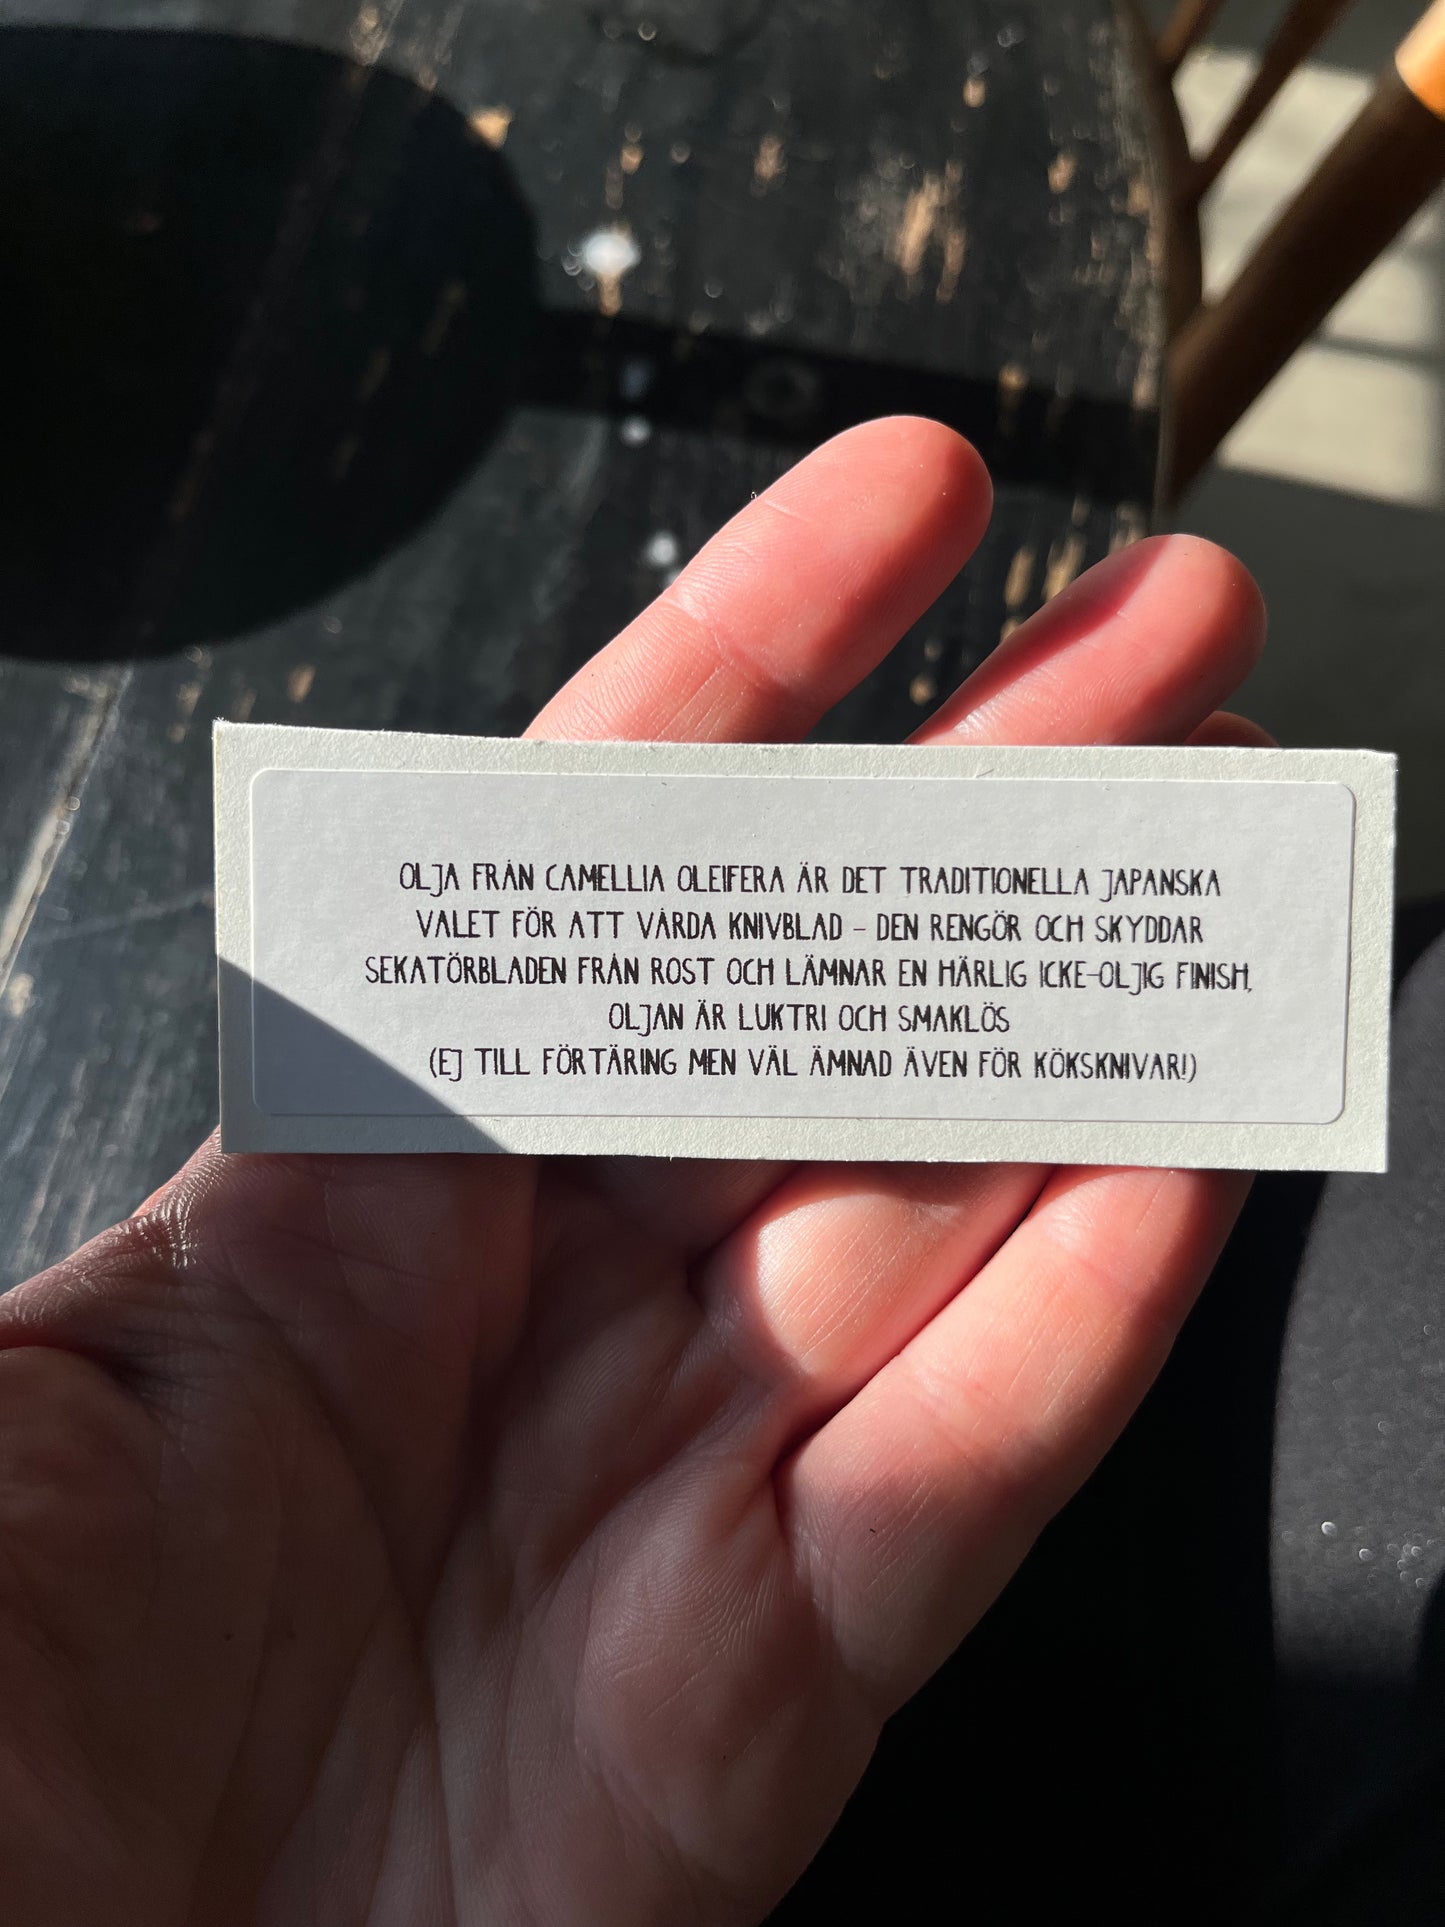 OLJA FRÅN CAMELLIA OLEIFERA ÄR DET TRADITIONELLA JAPANSKA
VALET FÖR ATT VÅRDA KNIVBLAD - DEN RENGÖR OCH SKYDDAR
SEKATÖRBLADEN FRÅN ROST OCH LÄMNAR EN HÄRLIG ICKE-OLJIG FINISH,
OLJAN ÄR LUKTRI OCH SMAKLÖS
(EJ TILL FÖRTÄRING MEN VÄL ÄMNAD ÄVEN FÖR KÖKSKNIVAR!)